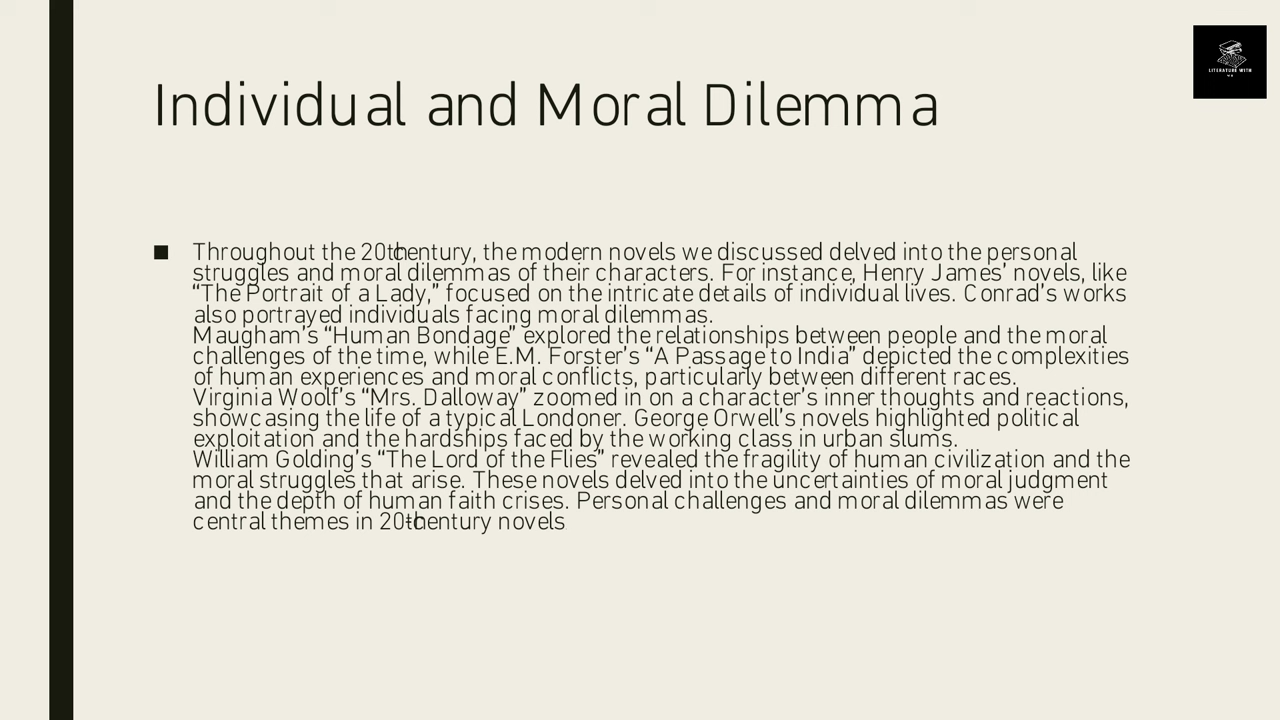 LITERATURE WITH
ME
Individual and Moral Dilemma
■ Throughout the 20th century, the modern novels we discussed delved into the personal
struggles and moral dilemmas of their characters. For instance, Henry James’ novels, like
“The Portrait of a Lady,” focused on the intricate details of individual lives. Conrad’s works
also portrayed individuals facing moral dilemmas.
Maugham’s “Human Bondage” explored the relationships between people and the moral
challenges of the time, while E.M. Forster’s “A Passage to India” depicted the complexities
of human experiences and moral conflicts, particularly between different races.
Virginia Woolf’s “Mrs. Dalloway” zoomed in on a character’s inner thoughts and reactions,
showcasing the life of a typical Londoner. George Orwell’s novels highlighted political
exploitation and the hardships faced by the working class in urban slums.
William Golding’s “The Lord of the Flies” revealed the fragility of human civilization and the
moral struggles that arise. These novels delved into the uncertainties of moral judgment
and the depth of human faith crises. Personal challenges and moral dilemmas were
central themes in 20th-century novels